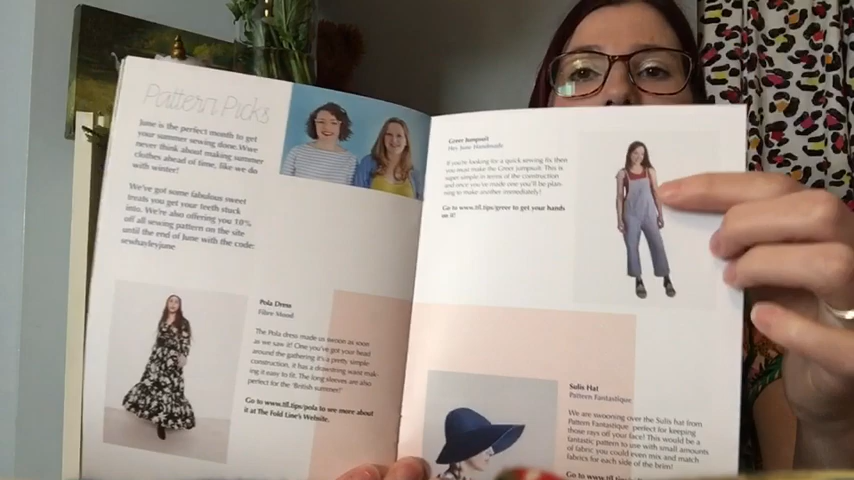 Pattern Picks
June is the perfect month to get
your summer sewing done. Wwe
never think about making summer
clothes ahead of time, like we do
with winter!
We've got some fabulous sweet
treats you get your teeth stuck
into. We're also offering you 10%
off all sewing pattern on the site
until the end of June with the code:
sewhayleyjune
Pola Dress
Fibre Mood
The Pola dress made us swoon as soon
as we saw it! One you've got your head
around the gathering it's a pretty simple
construction, it has a drawstring waist mak-
ing it easy to fit. The long sleeves are also
perfect for the 'British summer!'
Go to www.tfl.tips/pola to see more about
it at The Fold Line's Website.
Greer Jumpsuit
Hey June Handmade
If you're looking for a quick sewing fix then
you must make the Greer Jumpsuit! This is
super simple in terms of the construction
and once you've made one you'll be plan-
ning to make another immediately!
Go to www.tfl.tips/greer to get your hands
on it!
Sulis Hat
Pattern Fantastique
We are swooning over the Sulis hat from
Pattern Fantastique perfect for keeping
those rays off your face! This would be a
fantastic pattern to use with small amounts
of fabric, you could even mix and match
fabrics for each side of the brim!
Go to www.tfl.tips/